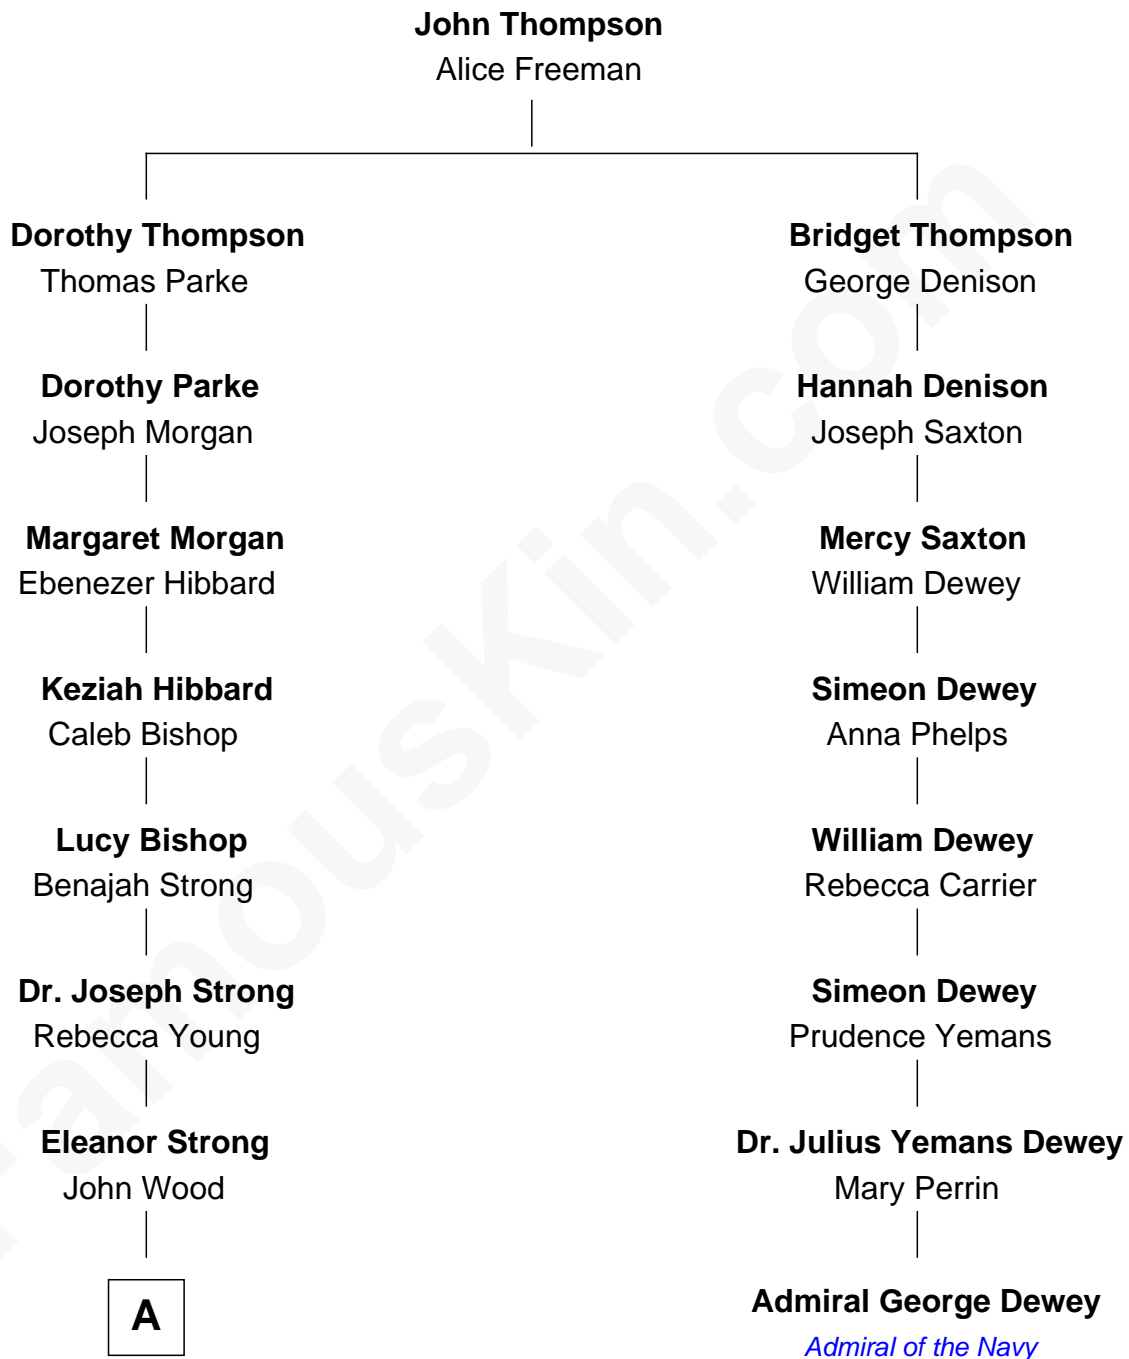 John Thompson
Alice Freeman
Dorothy Thompson
Thomas Parke
Bridget Thompson
George Denison
Dorothy Parke
Joseph Morgan
Hannah Denison
Joseph Saxton
Margaret Morgan
Ebenezer Hibbard
Mercy Saxton
William Dewey
Keziah Hibbard
Caleb Bishop
Simeon Dewey
Anna Phelps
Lucy Bishop
Benajah Strong
William Dewey
Rebecca Carrier
Dr. Joseph Strong
Rebecca Young
Simeon Dewey
Prudence Yemans
Eleanor Strong
John Wood
Dr. Julius Yemans Dewey
Mary Perrin
A
Admiral George Dewey
Admiral of the Navy
FamousKin.com